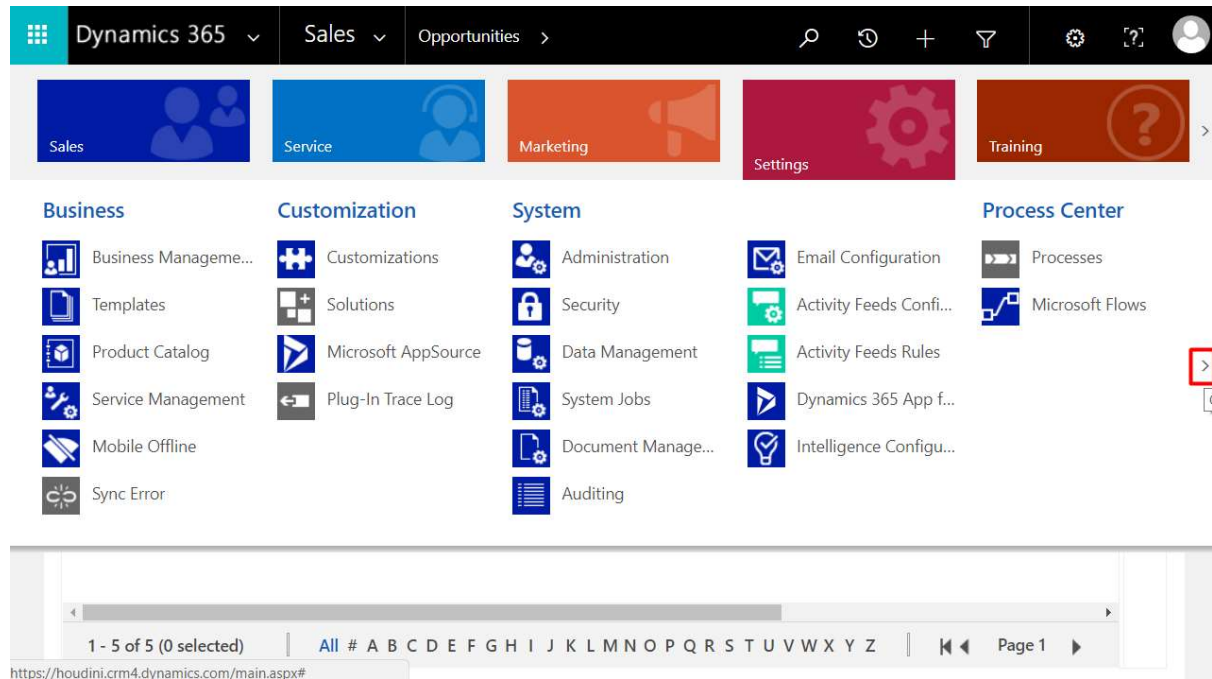 Dynamics 365 Sales Opportunities >
[?]
Sales Service Marketing Settings Training >
Business
Business Manageme...
Templates
Product Catalog
Service Management
Mobile Offline
Sync Error
Customization
Customizations
Solutions
Microsoft AppSource
Plug-In Trace Log
System
Administration
Security
Data Management
System Jobs
Document Manage...
Auditing
Email Configuration
Activity Feeds Confi...
Activity Feeds Rules
Dynamics 365 App f...
Intelligence Configu...
Process Center
Processes
Microsoft Flows
>
1 - 5 of 5 (0 selected) All # A B C D E F G H I J K L M N O P Q R S T U V W X Y Z Page 1
https://houdini.crm4.dynamics.com/main.aspx#